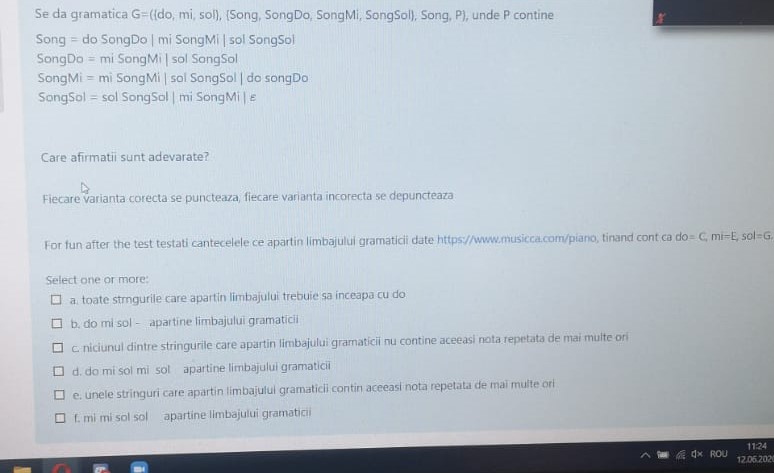 Se da gramatica G=({do, mi, sol}, {Song, SongDo, SongMi, SongSol}, Song, P), unde P contine
Song = do SongDo | mi SongMi | sol SongSol
SongDo = mi SongMi | sol SongSol
SongMi = mi SongMi | sol SongSol | do songDo
SongSol = sol SongSol | mi SongMi | ε
Care afirmatii sunt adevarate?
Fiecare varianta corecta se puncteaza, fiecare varianta incorecta se depuncteaza
For fun after the test testati cantecelele ce apartin limbajului gramaticii date https://www.musicca.com/piano, tinand cont ca do= C, mi=E, sol=G.
Select one or more:
a. toate strngurile care apartin limbajului trebuie sa inceapa cu do
b. do mi sol - apartine limbajului gramaticii
c. niciunul dintre stringurile care apartin limbajului gramaticii nu contine aceeasi nota repetata de mai multe ori
d. do mi sol mi sol apartine limbajului gramaticii
e. unele stringuri care apartin limbajului gramaticii contin aceeasi nota repetata de mai multe ori
f. mi mi sol sol apartine limbajului gramaticii
ROU
11:24
12.06.202